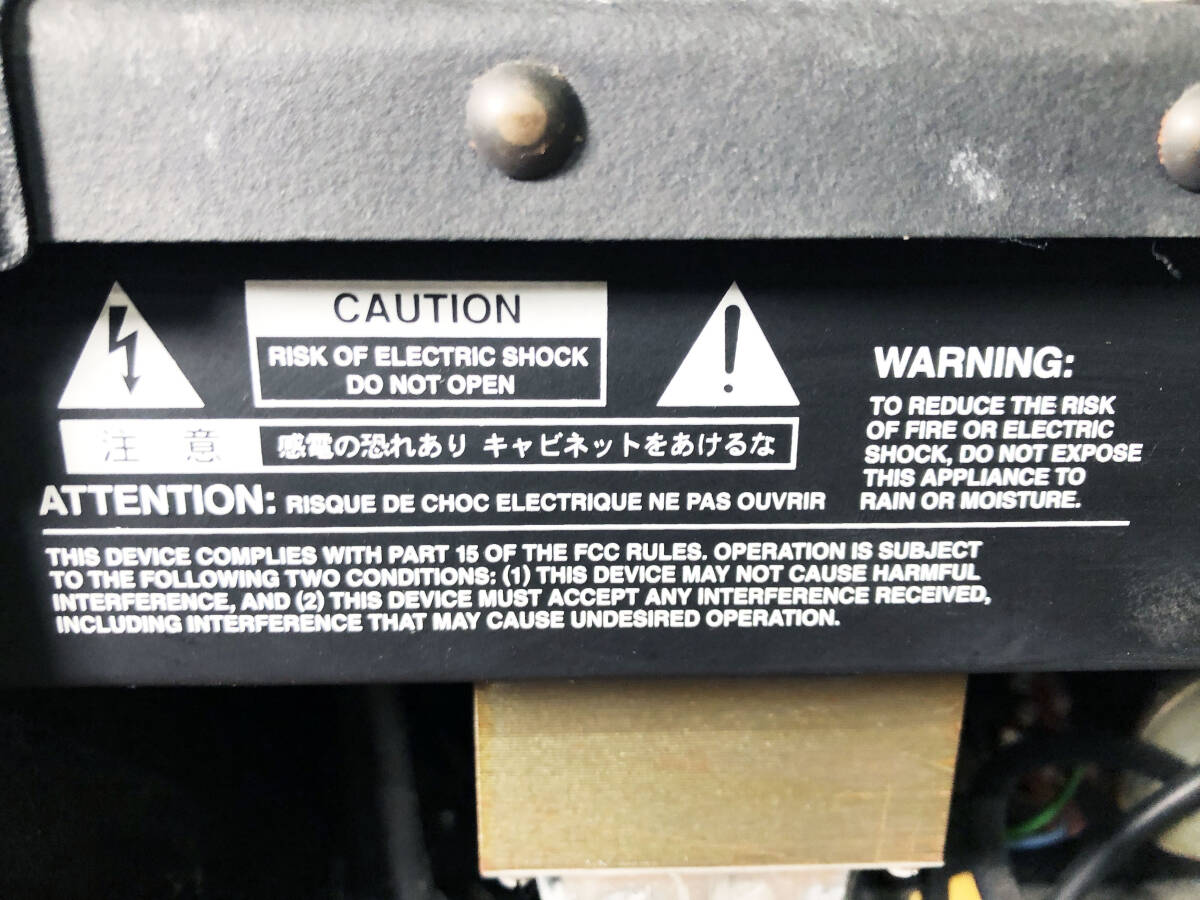 CAUTION
RISK OF ELECTRIC SHOCK
DO NOT OPEN
注意 感電の恐れあり キャビネットをあけるな
ATTENTION: RISQUE DE CHOC ELECTRIQUE NE PAS OUVRIR
WARNING:
TO REDUCE THE RISK
OF FIRE OR ELECTRIC
SHOCK, DO NOT EXPOSE
THIS APPLIANCE TO
RAIN OR MOISTURE.
THIS DEVICE COMPLIES WITH PART 15 OF THE FCC RULES. OPERATION IS SUBJECT
TO THE FOLLOWING TWO CONDITIONS: (1) THIS DEVICE MAY NOT CAUSE HARMFUL
INTERFERENCE, AND (2) THIS DEVICE MUST ACCEPT ANY INTERFERENCE RECEIVED,
INCLUDING INTERFERENCE THAT MAY CAUSE UNDESIRED OPERATION.